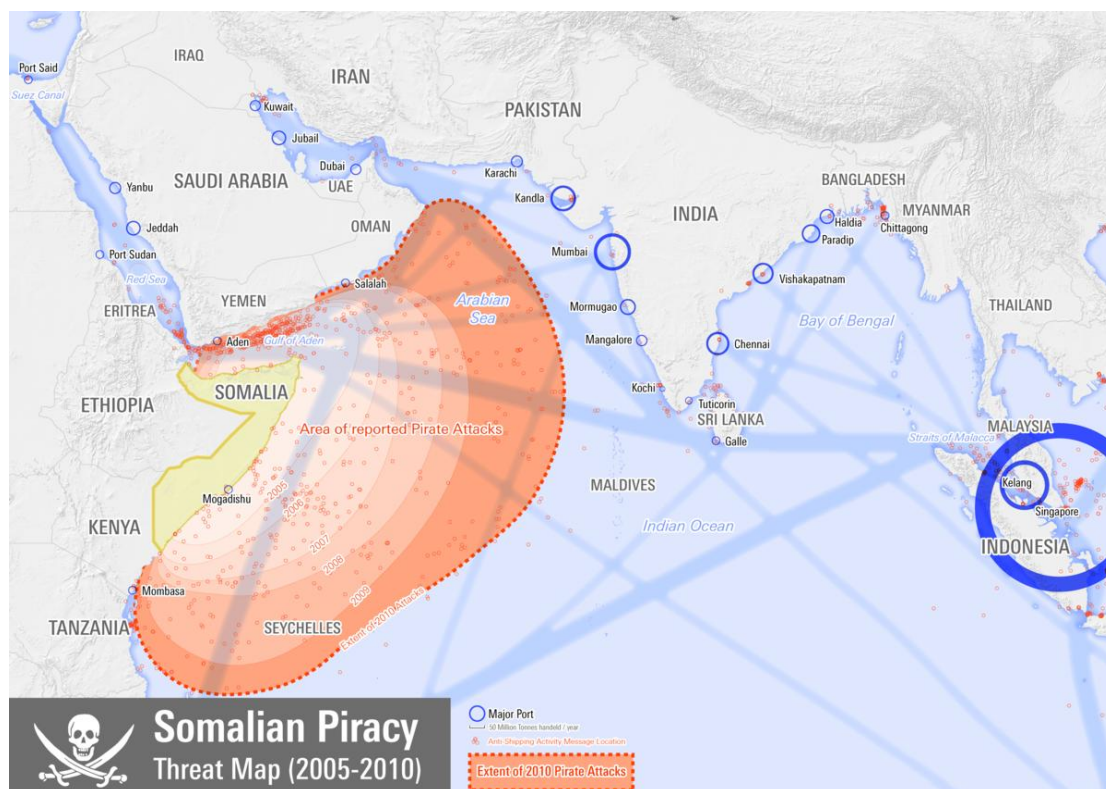 IRAQ
Port Said
Suez Canal
IRAN
Kuwait
PAKISTAN
Jubail
Dubai
Karachi
BANGLADESH
Yanbu
SAUDI ARABIA
UAE
Kandla
INDIA
Haldia
MYANMAR
Paradip
Chittagong
OMAN
Jeddah
Mumbai
Port Sudan
Red Sea
Salalah
Vishakapatnam
YEMEN
Arabian
Sea
ERITREA
Mormugao
THAILAND
Bay of Bengal
Aden
Gulf of Aden
Mangalore
Chennai
SOMALIA
Kochi
ETHIOPIA
Tuticorin
SRI LANKA
Area of reported Pirate Attacks
MALAYSIA
Galle
Straits of Malacca
Mogadishu
2005
2006
MALDIVES
Kelang
Singapore
KENYA
Indian Ocean
2007
INDONESIA
2008
Mombasa
2009
Extent of 2010 Attacks
TANZANIA
SEYCHELLES
Somalian Piracy
Threat Map (2005-2010)
Major Port
50 Million Tonnes handeld / year
Anti Shipping Activity Message Location
Extent of 2010 Pirate Attacks